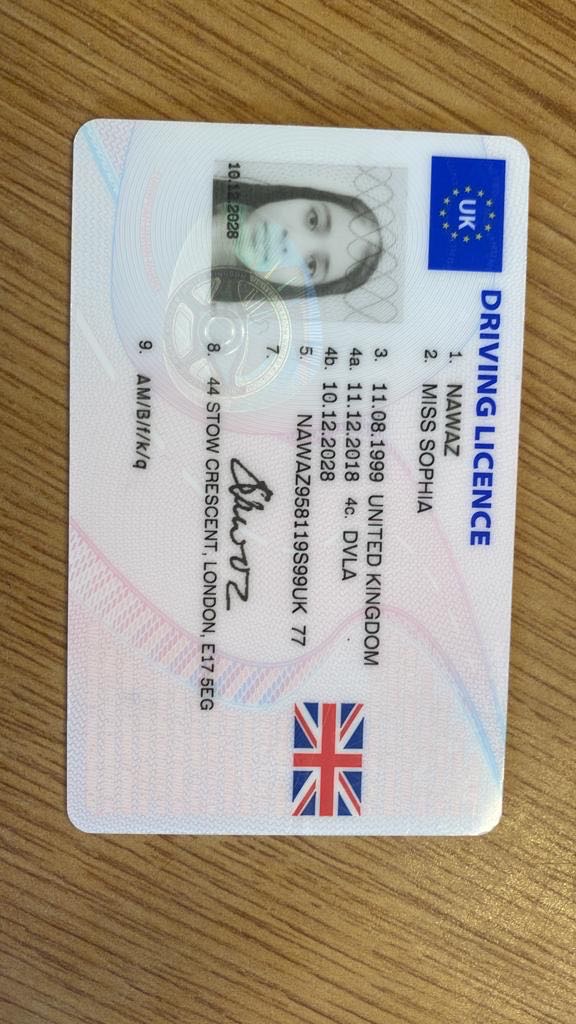 UK
DRIVING LICENCE
1. NAWAZ
2. MISS SOPHIA
3. 11.08.1999 UNITED KINGDOM
4a. 11.12.2018 4c. DVLA
4b. 10.12.2028
5. NAWAZ958119S99UK 77
7.
8. 44 STOW CRESCENT, LONDON, E17 5EG
9. AM/B/f/k/q
10.12.2028